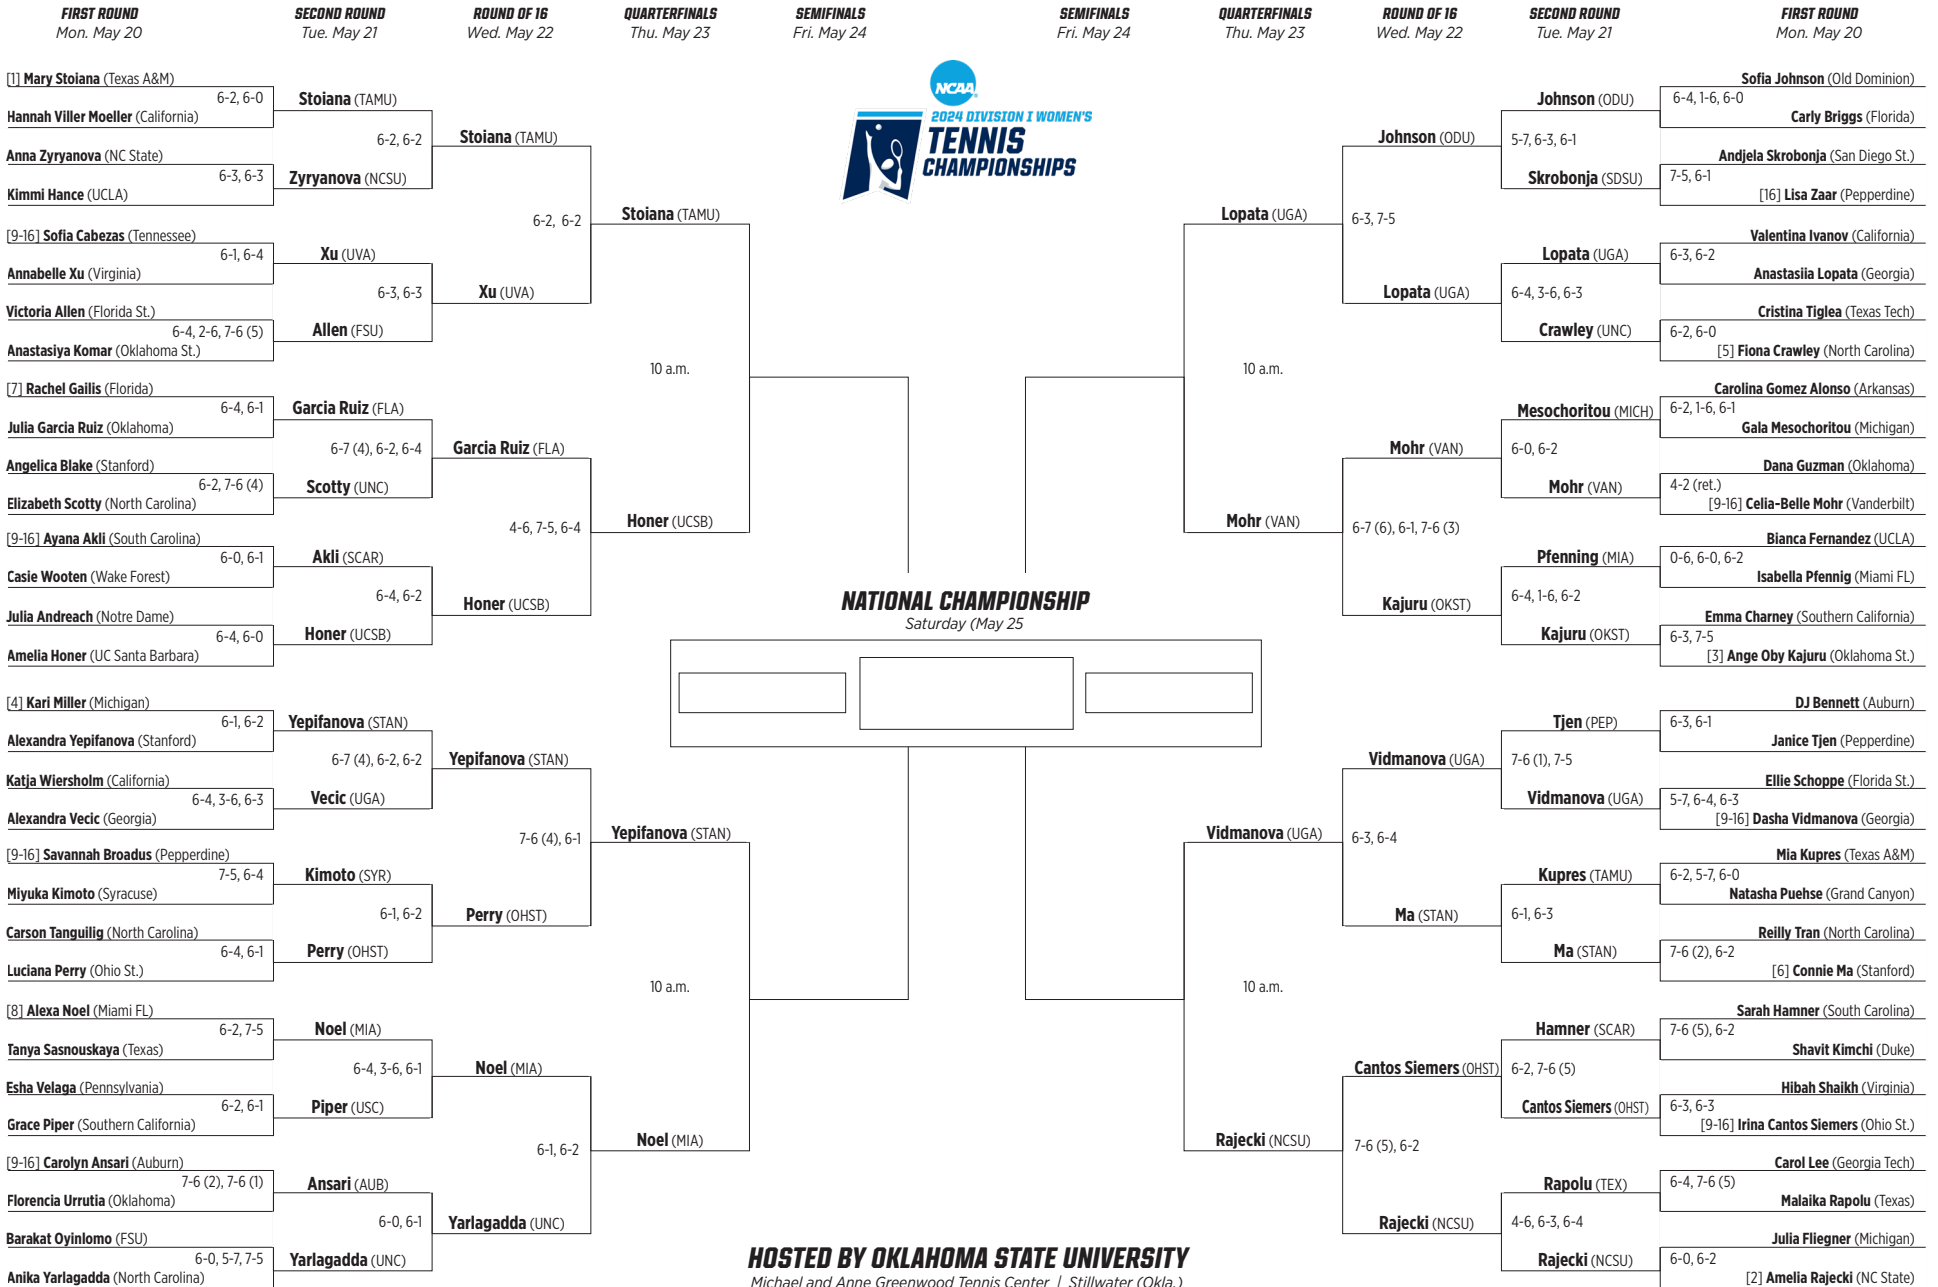 FIRST ROUND
Mon. May 20
SECOND ROUND
Tue. May 21
ROUND OF 16
Wed. May 22
QUARTERFINALS
Thu. May 23
SEMIFINALS
Fri. May 24
SEMIFINALS
Fri. May 24
QUARTERFINALS
Thu. May 23
ROUND OF 16
Wed. May 22
SECOND ROUND
Tue. May 21
FIRST ROUND
Mon. May 20
[1] Mary Stoiana (Texas A&M)
6-2, 6-0
Hannah Viller Moeller (California)
Anna Zyryanova (NC State)
6-3, 6-3
Kimmi Hance (UCLA)
[9-16] Sofia Cabezas (Tennessee)
6-1, 6-4
Annabelle Xu (Virginia)
Victoria Allen (Florida St.)
6-4, 2-6, 7-6 (5)
Anastasiya Komar (Oklahoma St.)
[7] Rachel Gailis (Florida)
6-4, 6-1
Julia Garcia Ruiz (Oklahoma)
Angelica Blake (Stanford)
6-2, 7-6 (4)
Elizabeth Scotty (North Carolina)
[9-16] Ayana Akli (South Carolina)
6-0, 6-1
Casie Wooten (Wake Forest)
Julia Andreach (Notre Dame)
6-4, 6-0
Amelia Honer (UC Santa Barbara)
[4] Kari Miller (Michigan)
6-1, 6-2
Alexandra Yepifanova (Stanford)
Katja Wiersholm (California)
6-4, 3-6, 6-3
Alexandra Vecic (Georgia)
[9-16] Savannah Broadus (Pepperdine)
7-5, 6-4
Miyuka Kimoto (Syracuse)
Carson Tanguilig (North Carolina)
6-4, 6-1
Luciana Perry (Ohio St.)
[8] Alexa Noel (Miami FL)
6-2, 7-5
Tanya Sasnouskaya (Texas)
Esha Velaga (Pennsylvania)
6-2, 6-1
Grace Piper (Southern California)
[9-16] Carolyn Ansari (Auburn)
7-6 (2), 7-6 (1)
Florencia Urrutia (Oklahoma)
Barakat Oyinlomo (FSU)
6-0, 5-7, 7-5
Anika Yarlagadda (North Carolina)
Stoiana (TAMU)
6-2, 6-2
Zyryanova (NCSU)
Xu (UVA)
6-3, 6-3
Allen (FSU)
Garcia Ruiz (FLA)
6-7 (4), 6-2, 6-4
Scotty (UNC)
Akli (SCAR)
6-4, 6-2
Honer (UCSB)
Yepifanova (STAN)
6-7 (4), 6-2, 6-2
Vecic (UGA)
Kimoto (SYR)
6-1, 6-2
Perry (OHST)
Noel (MIA)
6-4, 3-6, 6-1
Piper (USC)
Ansari (AUB)
6-0, 6-1
Yarlagadda (UNC)
Stoiana (TAMU)
6-2, 6-2
Xu (UVA)
Garcia Ruiz (FLA)
4-6, 7-5, 6-4
Honer (UCSB)
Yepifanova (STAN)
7-6 (4), 6-1
Perry (OHST)
Noel (MIA)
6-1, 6-2
Yarlagadda (UNC)
Stoiana (TAMU)
10 a.m.
Honer (UCSB)
Yepifanova (STAN)
10 a.m.
Noel (MIA)
NCAA
2024 DIVISION I WOMEN'S
TENNIS
CHAMPIONSHIPS
NATIONAL CHAMPIONSHIP
Saturday (May 25
HOSTED BY OKLAHOMA STATE UNIVERSITY
Michael and Anne Greenwood Tennis Center | Stillwater (Okla.)
Lopata (UGA)
10 a.m.
Mohr (VAN)
Vidmanova (UGA)
10 a.m.
Rajecki (NCSU)
Johnson (ODU)
6-3, 7-5
Lopata (UGA)
Mohr (VAN)
6-7 (6), 6-1, 7-6 (3)
Kajuru (OKST)
Vidmanova (UGA)
6-3, 6-4
Ma (STAN)
Cantos Siemers (OHST)
7-6 (5), 6-2
Rajecki (NCSU)
Johnson (ODU)
5-7, 6-3, 6-1
Skrobonja (SDSU)
Lopata (UGA)
6-4, 3-6, 6-3
Crawley (UNC)
Mesochoritou (MICH)
6-0, 6-2
Mohr (VAN)
Pfenning (MIA)
6-4, 1-6, 6-2
Kajuru (OKST)
Tjen (PEP)
7-6 (1), 7-5
Vidmanova (UGA)
Kupres (TAMU)
6-1, 6-3
Ma (STAN)
Hamner (SCAR)
6-2, 7-6 (5)
Cantos Siemers (OHST)
Rapolu (TEX)
4-6, 6-3, 6-4
Rajecki (NCSU)
Sofia Johnson (Old Dominion)
6-4, 1-6, 6-0
Carly Briggs (Florida)
Andjela Skrobonja (San Diego St.)
7-5, 6-1
[16] Lisa Zaar (Pepperdine)
Valentina Ivanov (California)
6-3, 6-2
Anastasiia Lopata (Georgia)
Cristina Tiglea (Texas Tech)
6-2, 6-0
[5] Fiona Crawley (North Carolina)
Carolina Gomez Alonso (Arkansas)
6-2, 1-6, 6-1
Gala Mesochoritou (Michigan)
Dana Guzman (Oklahoma)
4-2 (ret.)
[9-16] Celia-Belle Mohr (Vanderbilt)
Bianca Fernandez (UCLA)
0-6, 6-0, 6-2
Isabella Pfennig (Miami FL)
Emma Charney (Southern California)
6-3, 7-5
[3] Ange Oby Kajuru (Oklahoma St.)
DJ Bennett (Auburn)
6-3, 6-1
Janice Tjen (Pepperdine)
Ellie Schoppe (Florida St.)
5-7, 6-4, 6-3
[9-16] Dasha Vidmanova (Georgia)
Mia Kupres (Texas A&M)
6-2, 5-7, 6-0
Natasha Puehse (Grand Canyon)
Reilly Tran (North Carolina)
7-6 (2), 6-2
[6] Connie Ma (Stanford)
Sarah Hamner (South Carolina)
7-6 (5), 6-2
Shavit Kimchi (Duke)
Hibah Shaikh (Virginia)
6-3, 6-3
[9-16] Irina Cantos Siemers (Ohio St.)
Carol Lee (Georgia Tech)
6-4, 7-6 (5)
Malaika Rapolu (Texas)
Julia Fliegner (Michigan)
6-0, 6-2
[2] Amelia Rajecki (NC State)